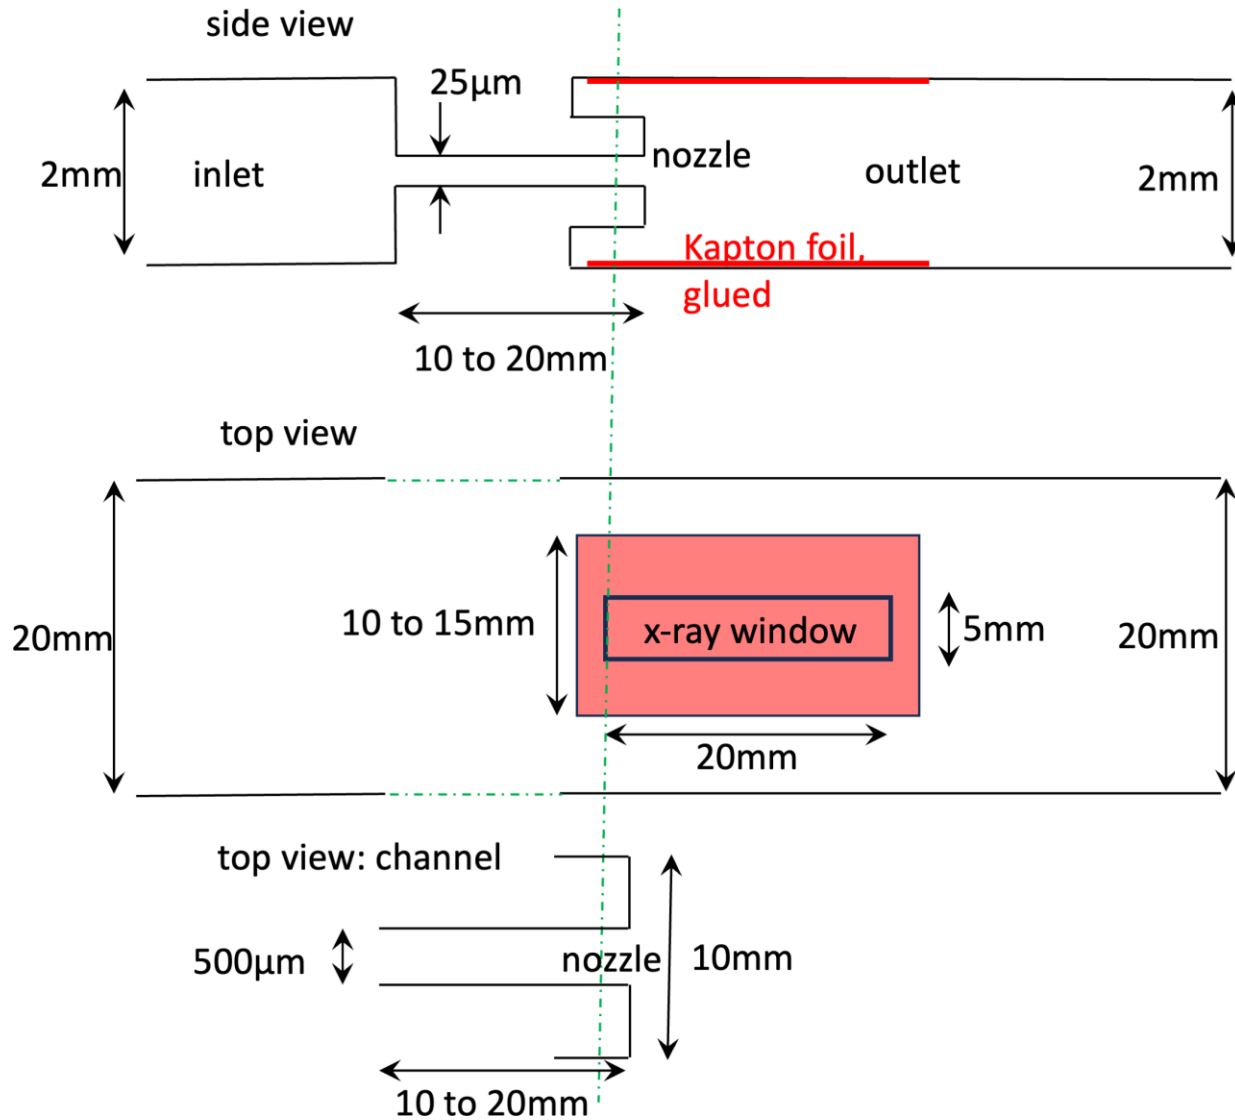 side view
25μm
2mm
inlet
nozzle
outlet
2mm
Kapton foil,
glued
10 to 20mm
top view
20mm
10 to 15mm
x-ray window
5mm
20mm
20mm
top view: channel
500μm
nozzle
10mm
10 to 20mm